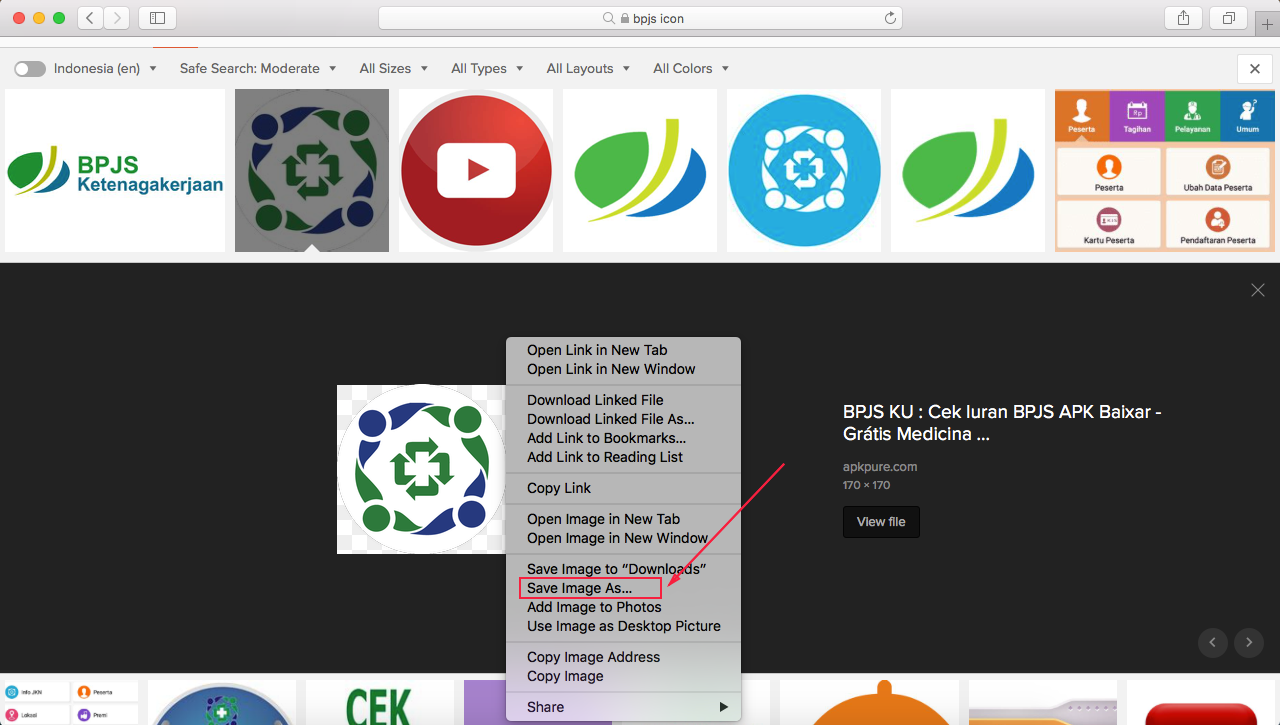 bpjs icon
Indonesia (en)
Safe Search: Moderate
All Sizes
All Types
All Layouts
All Colors
BPJS
Ketenagakerjaan
Peserta
Rp
Tagihan
Pelayanan
Umum
Peserta
Ubah Data Peserta
Kartu Peserta
Pendaftaran Peserta
Open Link in New Tab
Open Link in New Window
Download Linked File
Download Linked File As...
Add Link to Bookmarks...
Add Link to Reading List
Copy Link
Open Image in New Tab
Open Image in New Window
Save Image to “Downloads”
Save Image As...
Add Image to Photos
Use Image as Desktop Picture
Copy Image Address
Copy Image
Share
BPJS KU : Cek Iuran BPJS APK Baixar -
Grátis Medicina ...
apkpure.com
170 × 170
View file
Info JKN
Peserta
Lokasi
Premi
CEK